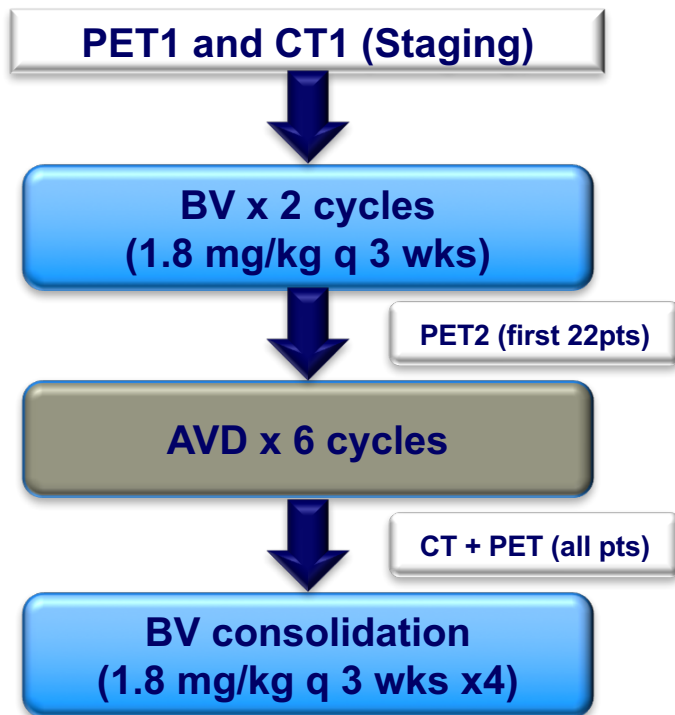 PET1 and CT1 (Staging)
BV x 2 cycles
(1.8 mg/kg q 3 wks)
PET2 (first 22pts)
AVD x 6 cycles
CT + PET (all pts)
BV consolidation
(1.8 mg/kg q 3 wks x4)